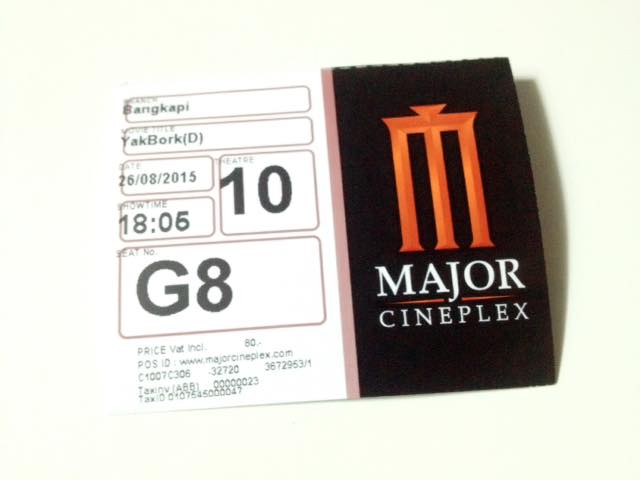 BRANCH
Bangkapi
MOVIE TITLE
YakBork(D)
DATE
26/08/2015
THEATRE
10
SHOWTIME
18:05
SEAT No.
G8
PRICE Vat Incl. 80.-
POS ID : www.majorcineplex.com
C1007C306 -32720 3672953/1
TaxInv (ABB) 00000023
TaxID 0107545000047
MAJOR
CINEPLEX